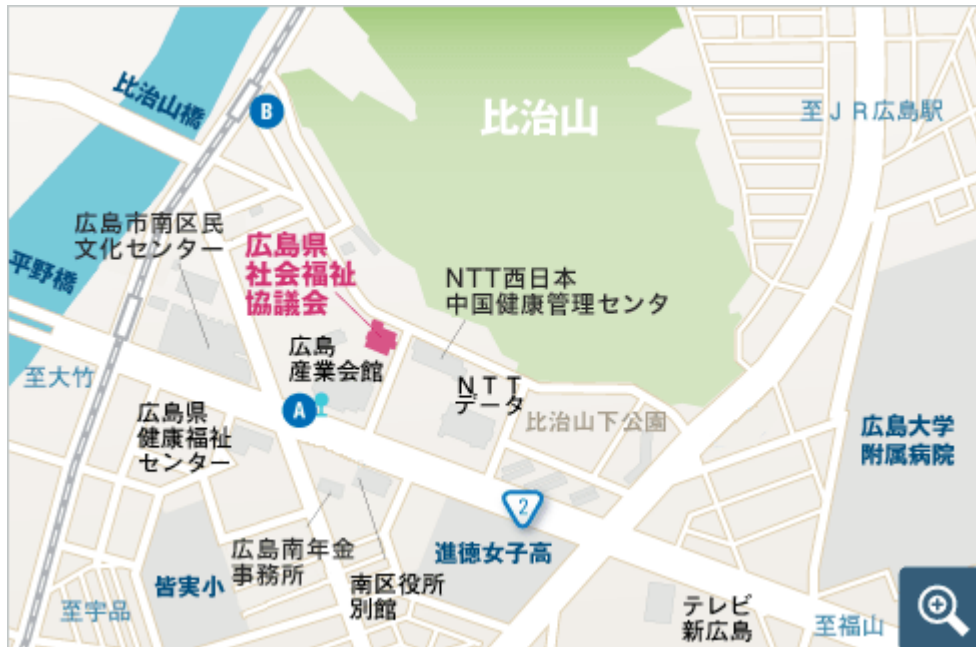 比治山橋
B
比治山
至JR広島駅
広島市南区民
文化センター
広島県
社会福祉
協議会
平野橋
NTT西日本
中国健康管理センタ
広島
産業会館
至大竹
NTT
データ
A
広島県
健康福祉
センター
比治山下公園
広島大学
附属病院
2
広島南年金
事務所
進徳女子高
皆実小
南区役所
別館
至宇品
テレビ
新広島
至福山